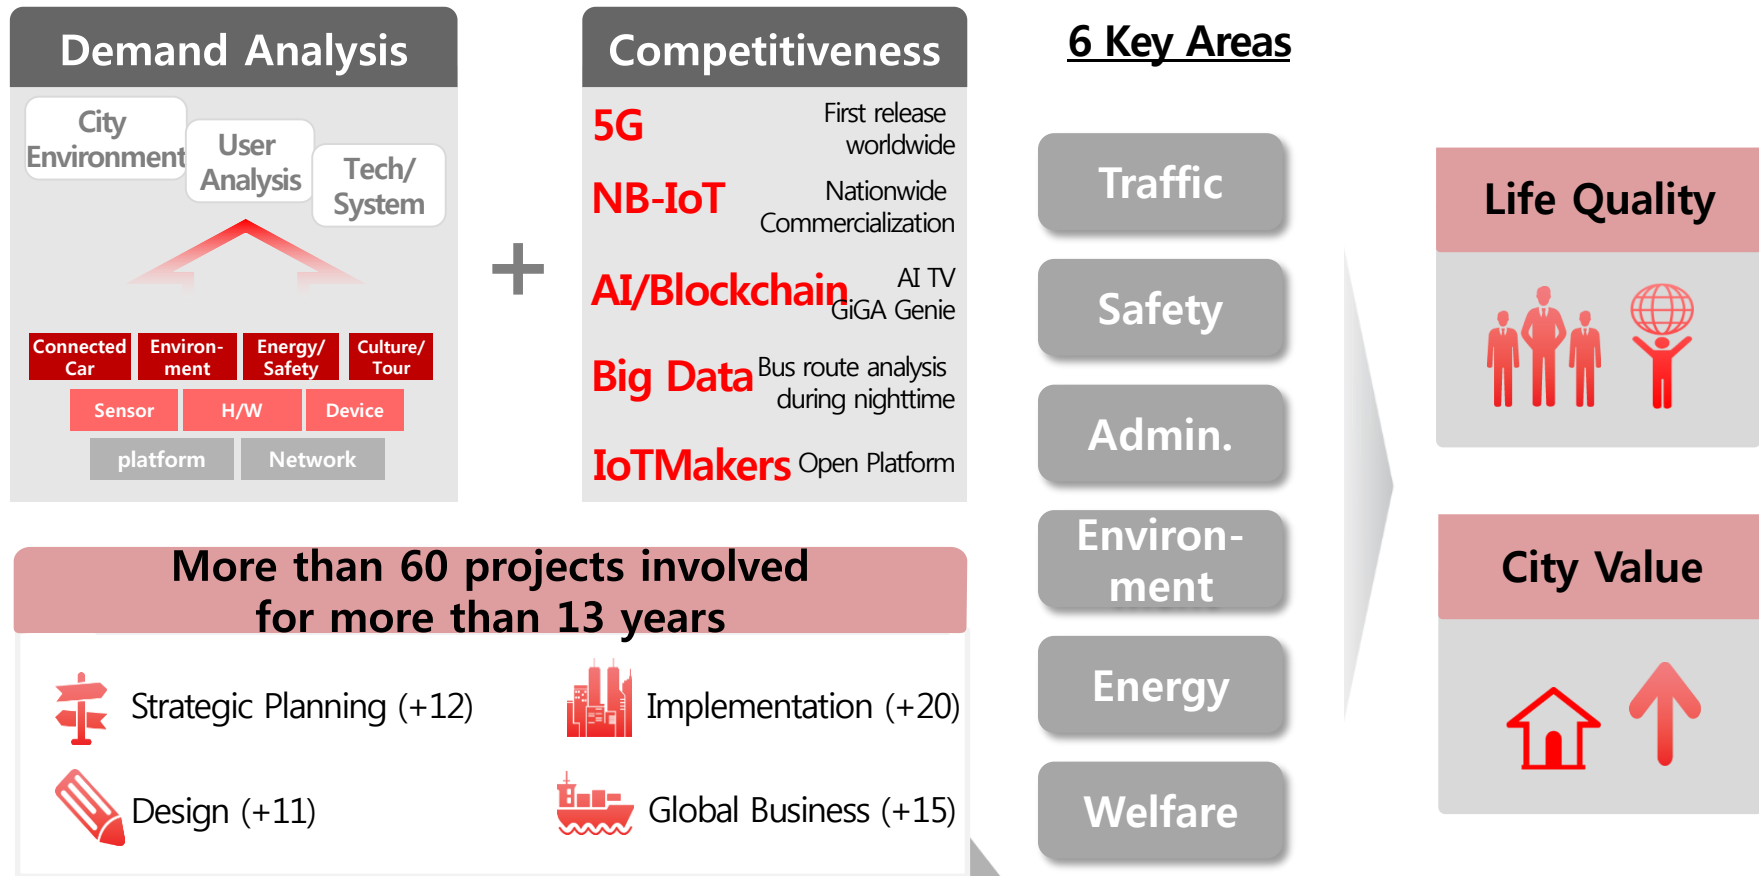 Demand Analysis
City
Environment
User
Analysis
Tech/
System
Connected
Car
Environ-
ment
Energy/
Safety
Culture/
Tour
Sensor
H/W
Device
platform
Network
+
Competitiveness
5G
First release
worldwide
NB-IoT
Nationwide
Commercialization
AI/Blockchain
AI TV
GiGA Genie
Big Data
Bus route analysis
during nighttime
IoTMakers
Open Platform
More than 60 projects involved
for more than 13 years
Strategic Planning (+12)
Implementation (+20)
Design (+11)
Global Business (+15)
6 Key Areas
Traffic
Safety
Admin.
Environ-
ment
Energy
Welfare
Life Quality
City Value